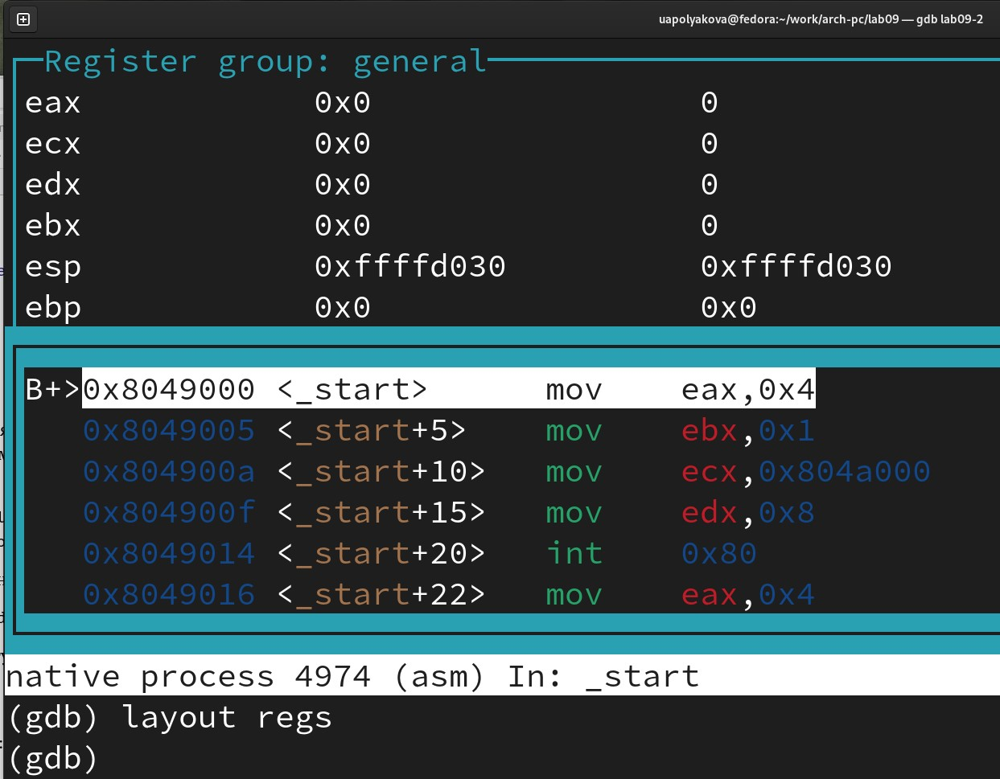 uapolyakova@fedora:~/work/arch-pc/lab09 — gdb lab09-2
Register group: general
eax 0x0 0
ecx 0x0 0
edx 0x0 0
ebx 0x0 0
esp 0xffffd030 0xffffd030
ebp 0x0 0x0
B+>0x8049000 <_start> mov eax,0x4
0x8049005 <_start+5> mov ebx,0x1
0x804900a <_start+10> mov ecx,0x804a000
0x804900f <_start+15> mov edx,0x8
0x8049014 <_start+20> int 0x80
0x8049016 <_start+22> mov eax,0x4
native process 4974 (asm) In: _start
(gdb) layout regs
(gdb)